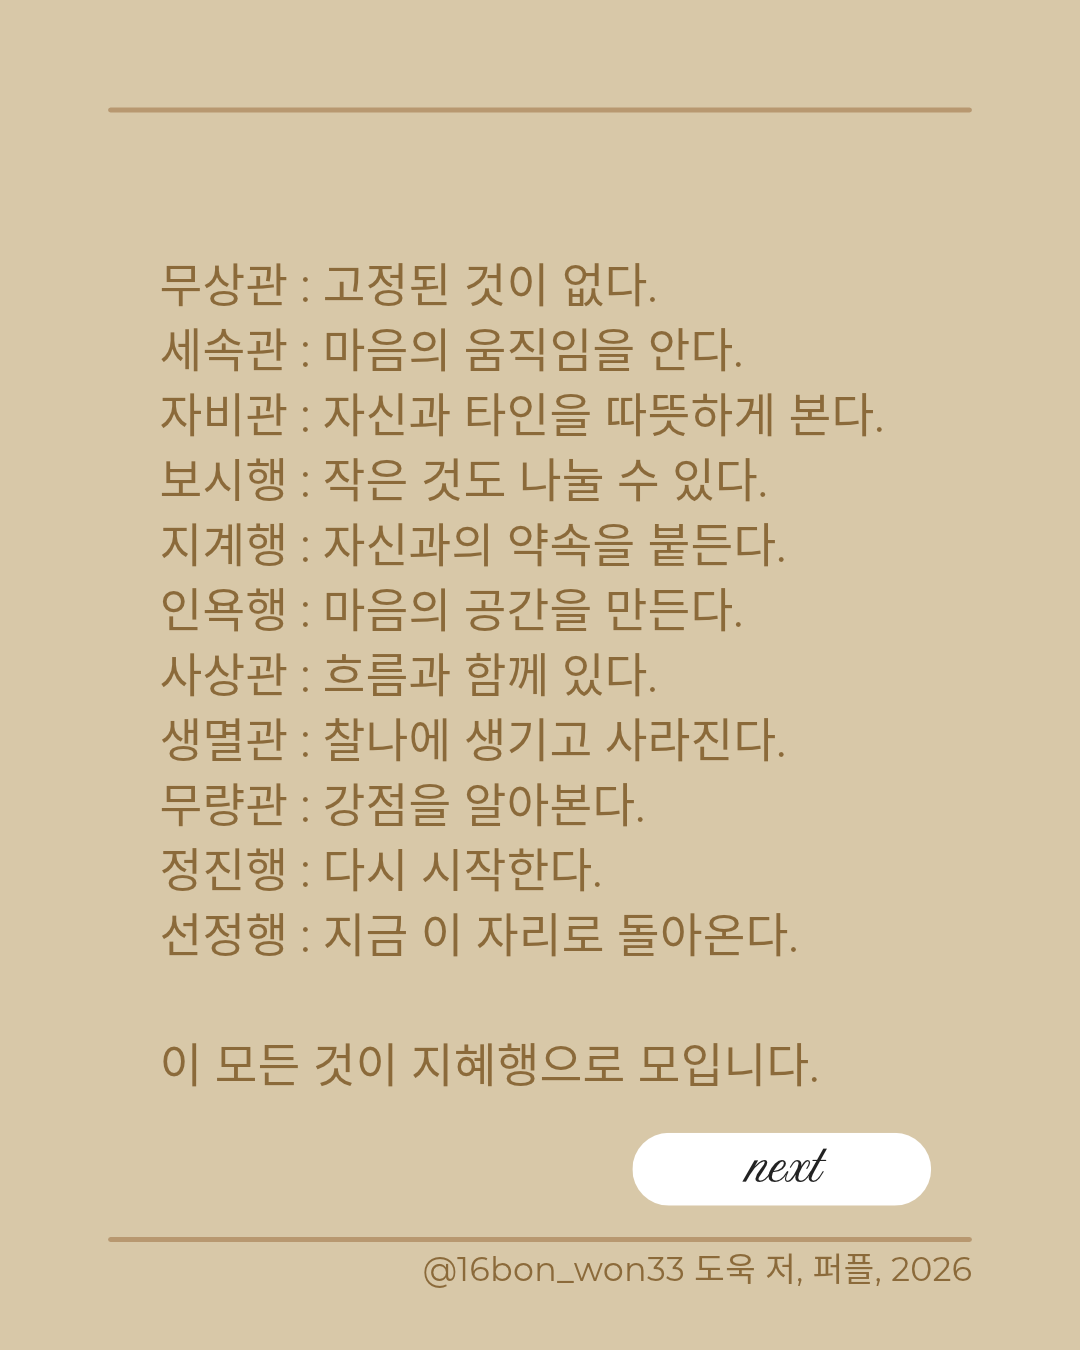 무상관 : 고정된 것이 없다.
세속관 : 마음의 움직임을 안다.
자비관 : 자신과 타인을 따뜻하게 본다.
보시행 : 작은 것도 나눌 수 있다.
지계행 : 자신과의 약속을 붙든다.
인욕행 : 마음의 공간을 만든다.
사상관 : 흐름과 함께 있다.
생멸관 : 찰나에 생기고 사라진다.
무량관 : 강점을 알아본다.
정진행 : 다시 시작한다.
선정행 : 지금 이 자리로 돌아온다.
이 모든 것이 지혜행으로 모입니다.
next
@16bon_won33 도욱 저, 퍼플, 2026